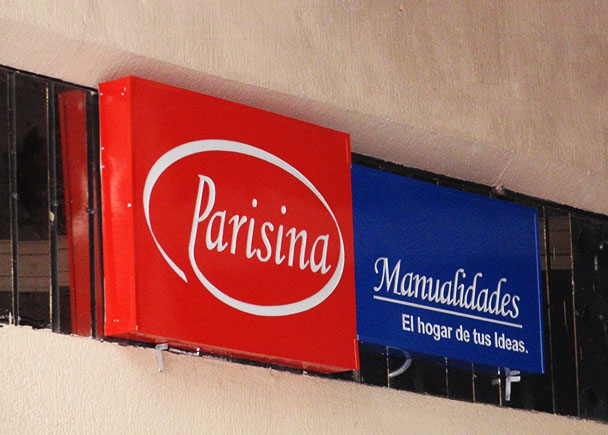 Parisina
Manualidades
El hogar de tus Ideas.